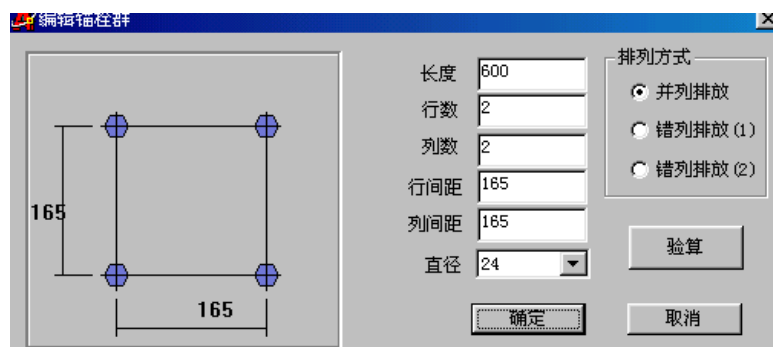 编辑锚栓群
165
165
长度 600
行数 2
列数 2
行间距 165
列间距 165
直径 24
确定
排列方式
并列排放
错列排放(1)
错列排放(2)
验算
取消